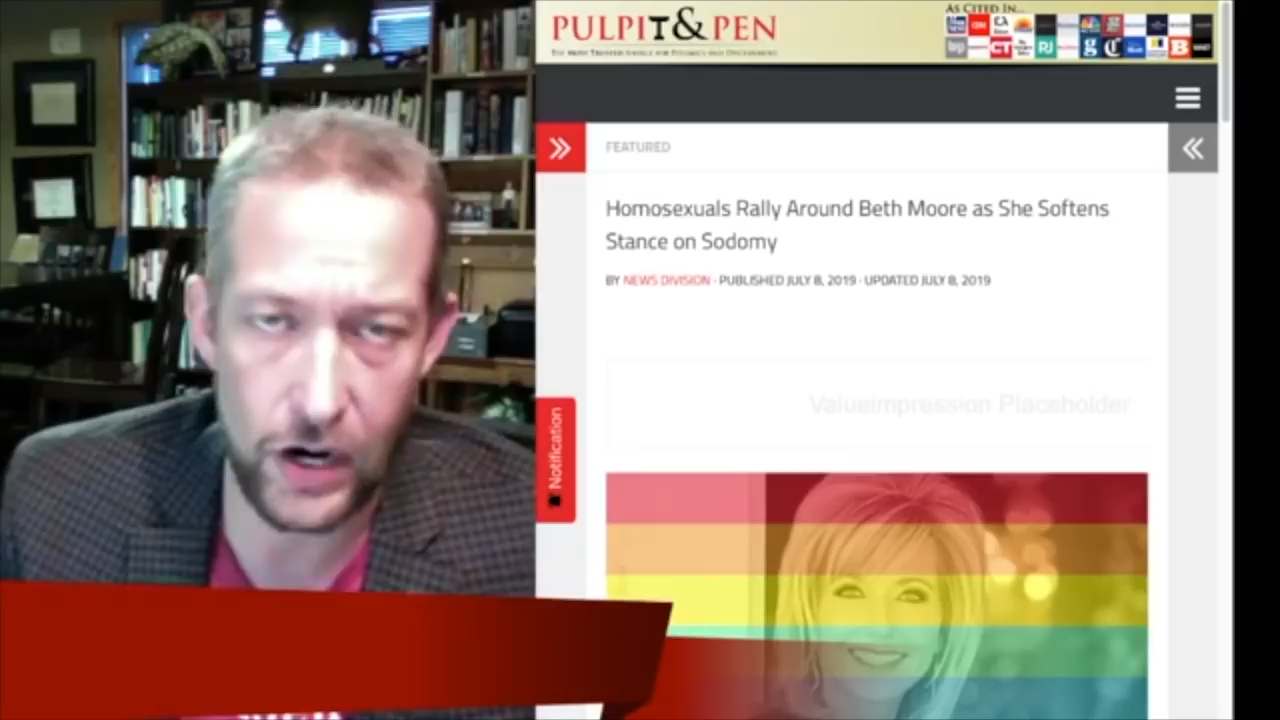 PULPIT&PEN
AS CITED IN...
FEATURED
Homosexuals Rally Around Beth Moore as She Softens
Stance on Sodomy
BY NEWS DIVISION · PUBLISHED JULY 8, 2019 · UPDATED JULY 8, 2019
ValueImpression Placeholder
Notification